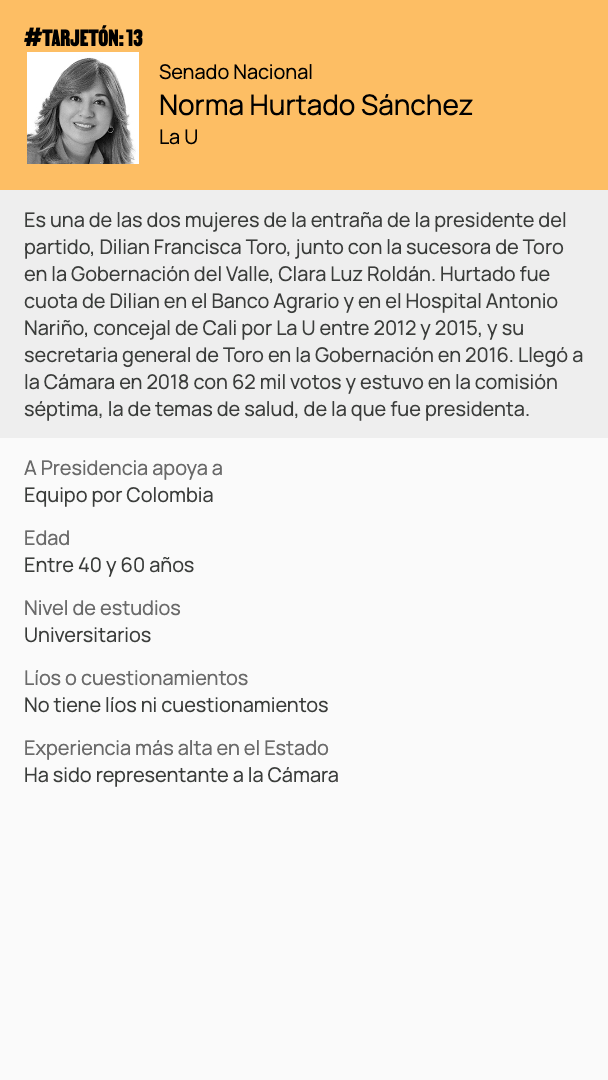 #TARJETÓN: 13
Senado Nacional
Norma Hurtado Sánchez
La U
Es una de las dos mujeres de la entraña de la presidente del
partido, Dilian Francisca Toro, junto con la sucesora de Toro
en la Gobernación del Valle, Clara Luz Roldán. Hurtado fue
cuota de Dilian en el Banco Agrario y en el Hospital Antonio
Nariño, concejal de Cali por La U entre 2012 y 2015, y su
secretaria general de Toro en la Gobernación en 2016. Llegó a
la Cámara en 2018 con 62 mil votos y estuvo en la comisión
séptima, la de temas de salud, de la que fue presidenta.
A Presidencia apoya a
Equipo por Colombia
Edad
Entre 40 y 60 años
Nivel de estudios
Universitarios
Líos o cuestionamientos
No tiene líos ni cuestionamientos
Experiencia más alta en el Estado
Ha sido representante a la Cámara